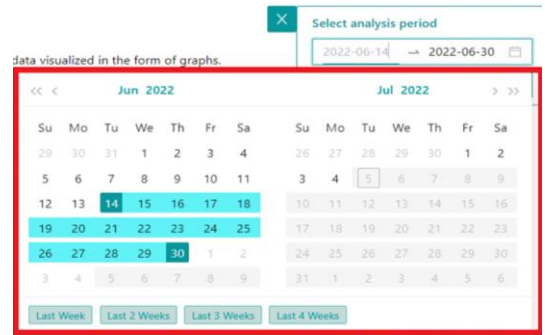 X Select analysis period
2022-06-14 → 2022-06-30
data visualized in the form of graphs.
<< < Jun 2022 Jul 2022 > >>
Su Mo Tu We Th Fr Sa Su Mo Tu We Th Fr Sa
29 30 31 1 2 3 4 26 27 28 29 30 1 2
5 6 7 8 9 10 11 3 4 5 6 7 8 9
12 13 14 15 16 17 18 10 11 12 13 14 15 16
19 20 21 22 23 24 25 17 18 19 20 21 22 23
26 27 28 29 30 1 2 24 25 26 27 28 29 30
3 4 5 6 7 8 9 31 1 2 3 4 5 6
Last Week Last 2 Weeks Last 3 Weeks Last 4 Weeks